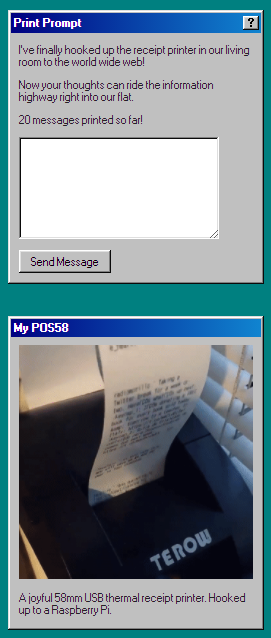 Print Prompt
?
I've finally hooked up the receipt printer in our living
room to the world wide web!
Now your thoughts can ride the information
highway right into our flat.
20 messages printed so far!
Send Message
My POS58
TEROW
A joyful 58mm USB thermal receipt printer. Hooked
up to a Raspberry Pi.